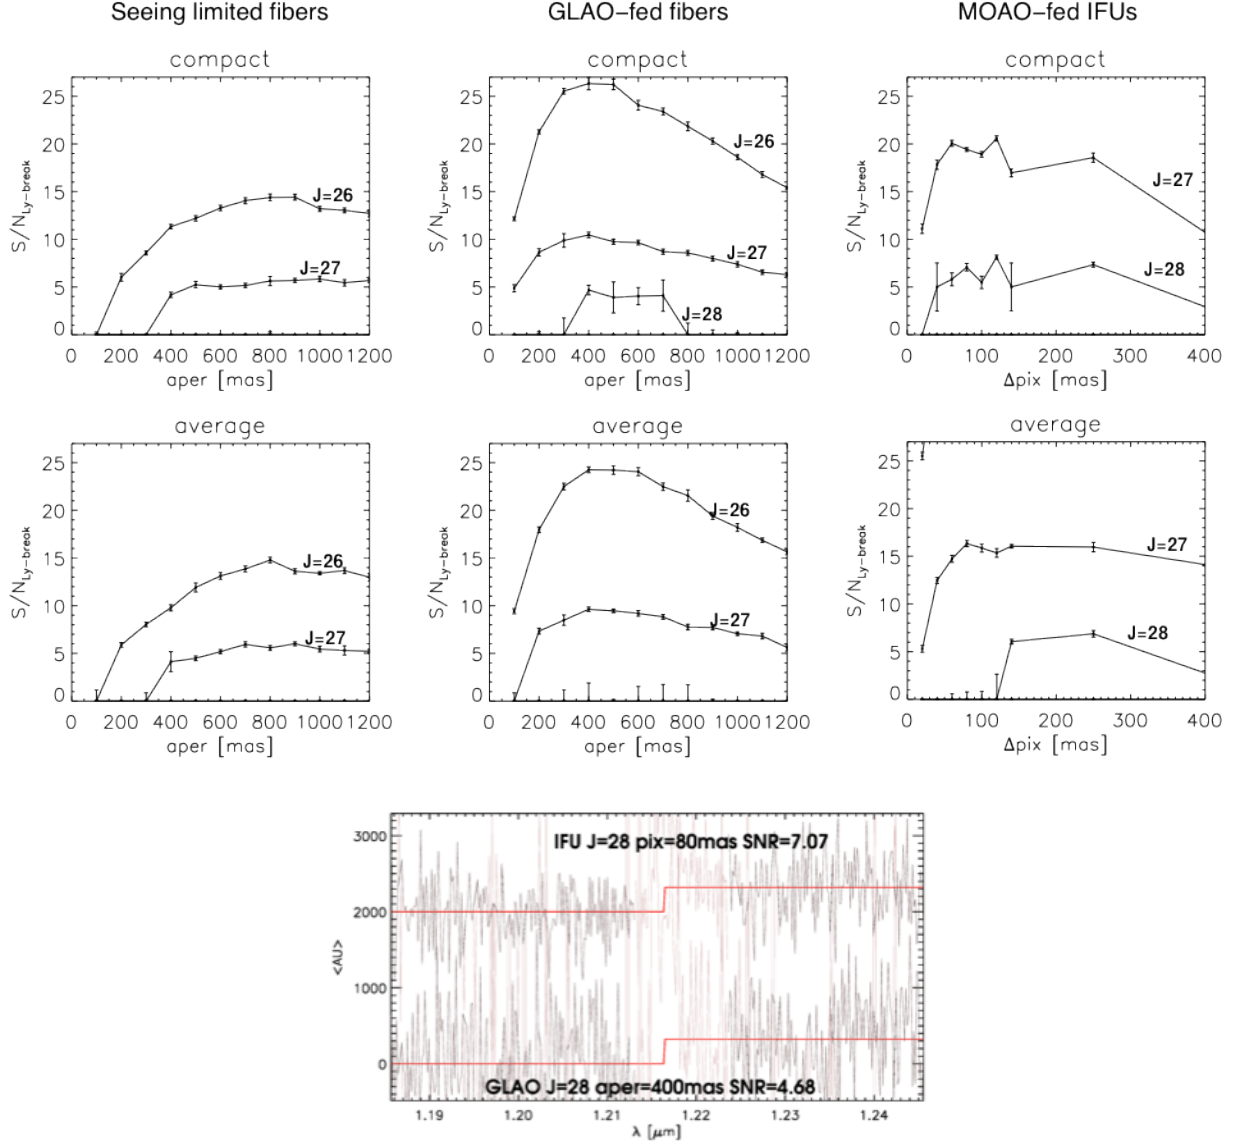 Seeing limited fibers
GLAO-fed fibers
MOAO-fed IFUs
compact
25
20
15
10
5
0
S/N Ly-break
J=26
J=27
0 200 400 600 800 1000 1200
aper [mas]
compact
25
20
15
10
5
0
S/N Ly-break
J=26
J=27
J=28
0 200 400 600 800 1000 1200
aper [mas]
compact
25
20
15
10
5
0
S/N Ly-break
J=27
J=28
0 100 200 300 400
Δpix [mas]
average
25
20
15
10
5
0
S/N Ly-break
J=26
J=27
0 200 400 600 800 1000 1200
aper [mas]
average
25
20
15
10
5
0
S/N Ly-break
J=26
J=27
0 200 400 600 800 1000 1200
aper [mas]
average
25
20
15
10
5
0
S/N Ly-break
J=27
J=28
0 100 200 300 400
Δpix [mas]
3000
2000
1000
0
<AU>
IFU J=28 pix=80mas SNR=7.07
GLAO J=28 aper=400mas SNR=4.68
1.19 1.20 1.21 1.22 1.23 1.24
λ [μm]